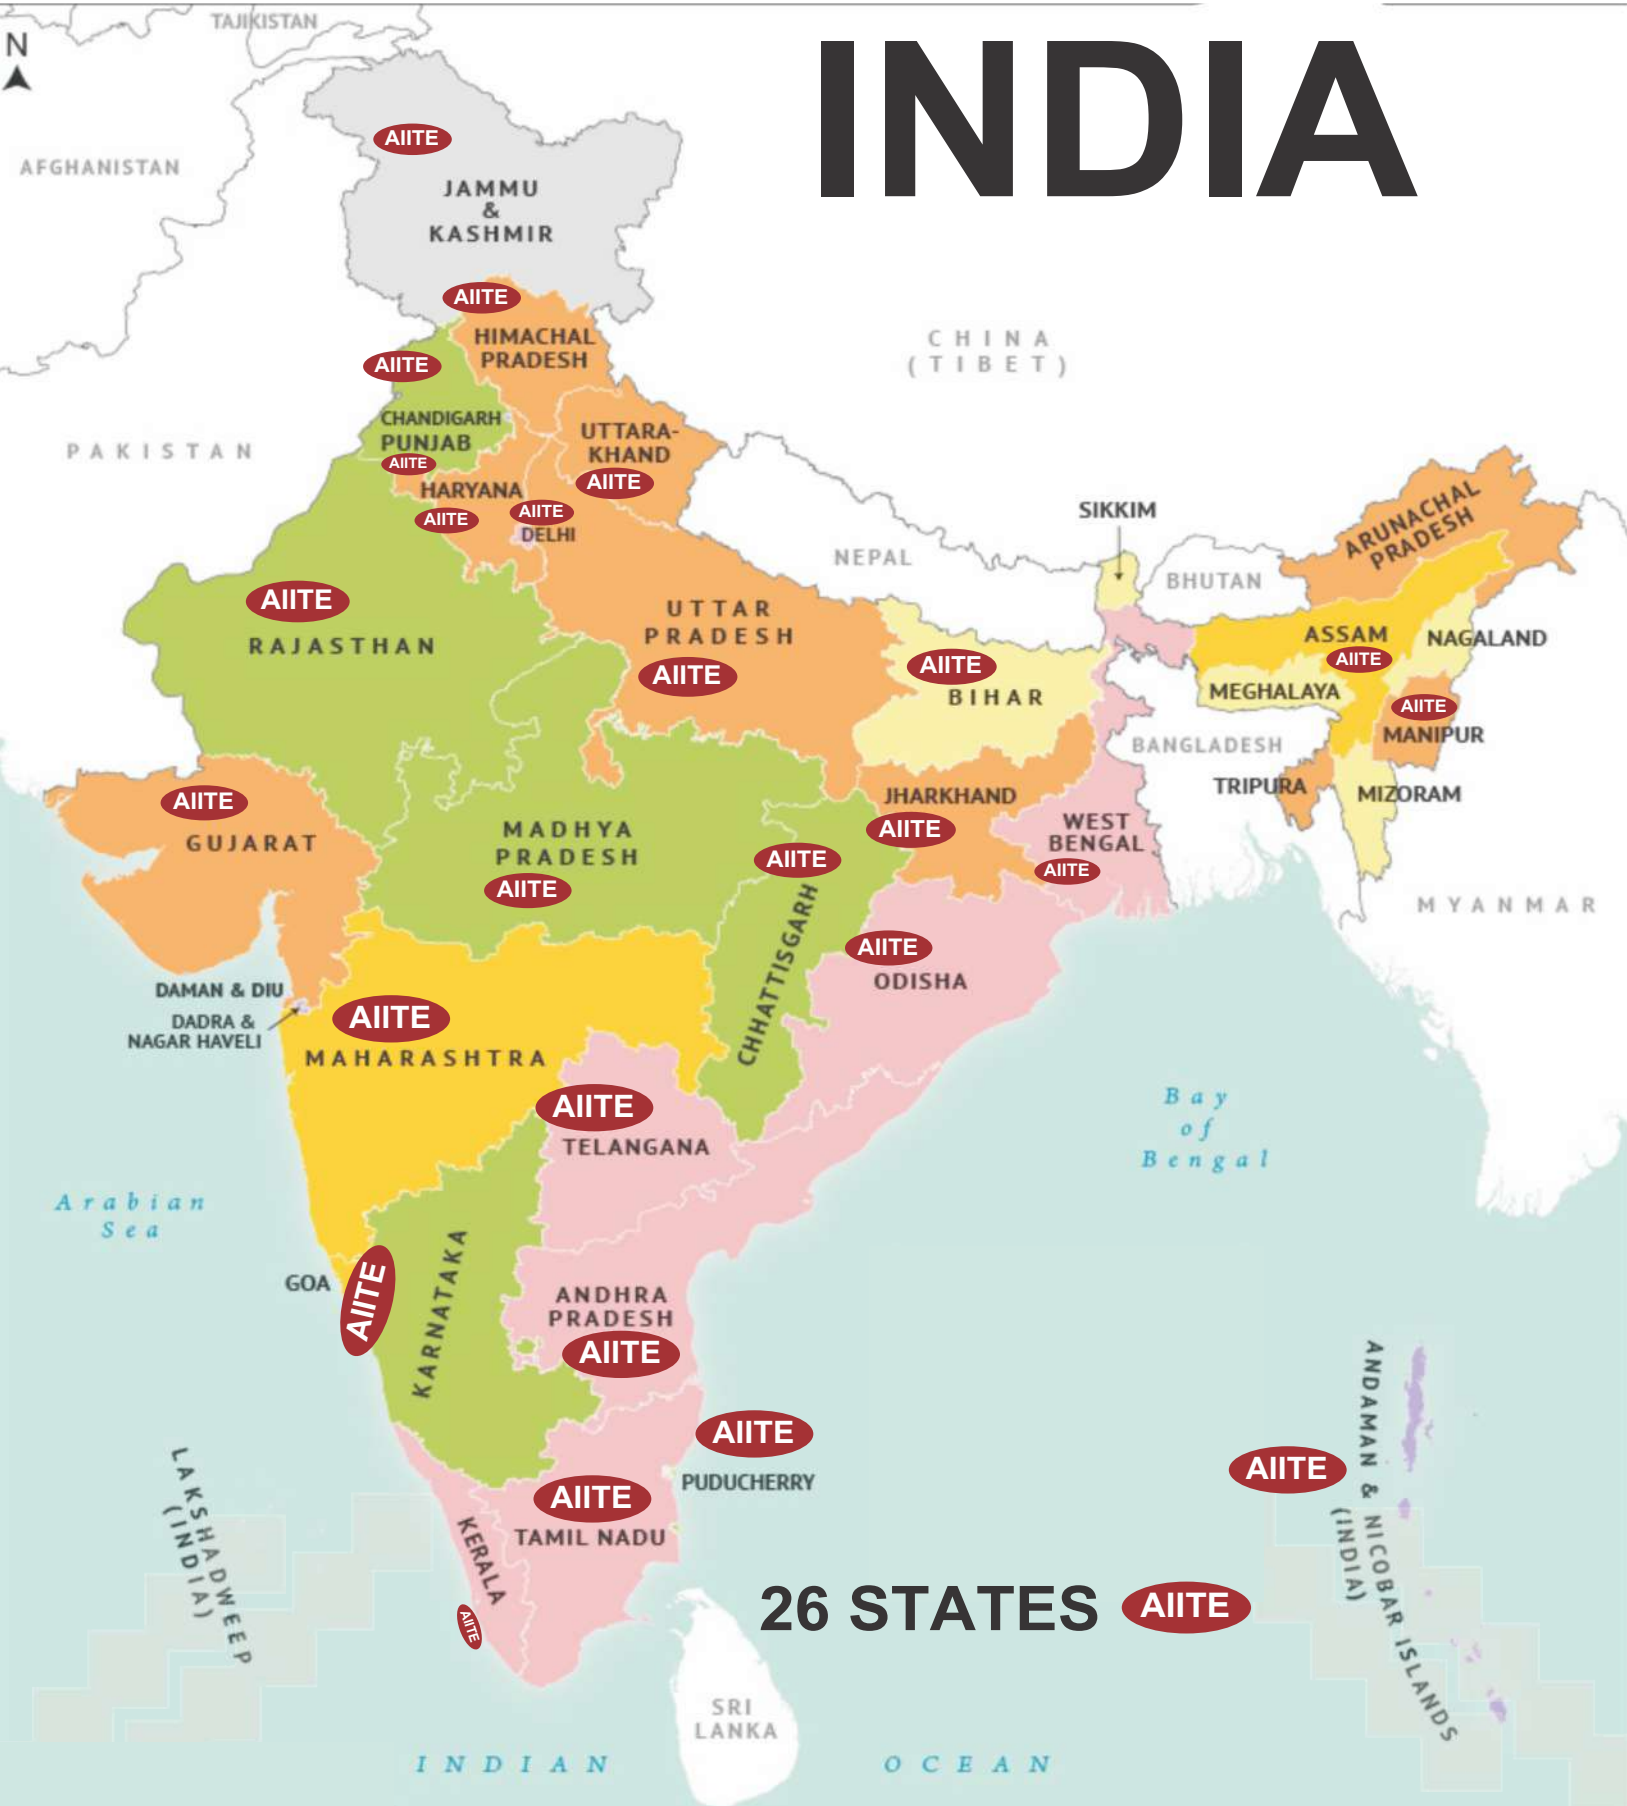 TAJIKISTAN
N
INDIA
AIITE
AFGHANISTAN
JAMMU
&
KASHMIR
AIITE
HIMACHAL
PRADESH
CHINA
(TIBET)
AIITE
CHANDIGARH
PUNJAB
AIITE
UTTARA-
KHAND
AIITE
PAKISTAN
HARYANA
AIITE
AIITE
DELHI
SIKKIM
ARUNACHAL
PRADESH
NEPAL
BHUTAN
AIITE
RAJASTHAN
UTTAR
PRADESH
AIITE
AIITE
BIHAR
ASSAM
AIITE
NAGALAND
MEGHALAYA
AIITE
MANIPUR
BANGLADESH
TRIPURA
MIZORAM
AIITE
GUJARAT
MADHYA
PRADESH
AIITE
AIITE
CHHATTISGARH
JHARKHAND
AIITE
WEST
BENGAL
AIITE
MYANMAR
AIITE
ODISHA
DAMAN & DIU
DADRA &
NAGAR HAVELI
AIITE
MAHARASHTRA
AIITE
TELANGANA
Bay
of
Bengal
Arabian
Sea
GOA
AIITE
KARNATAKA
ANDHRA
PRADESH
AIITE
AIITE
PUDUCHERRY
AIITE
ANDAMAN & NICOBAR ISLANDS
(INDIA)
LAKSHADWEEP
(INDIA)
AIITE
TAMIL NADU
KERALA
AIITE
26 STATES AIITE
SRI
LANKA
INDIAN OCEAN